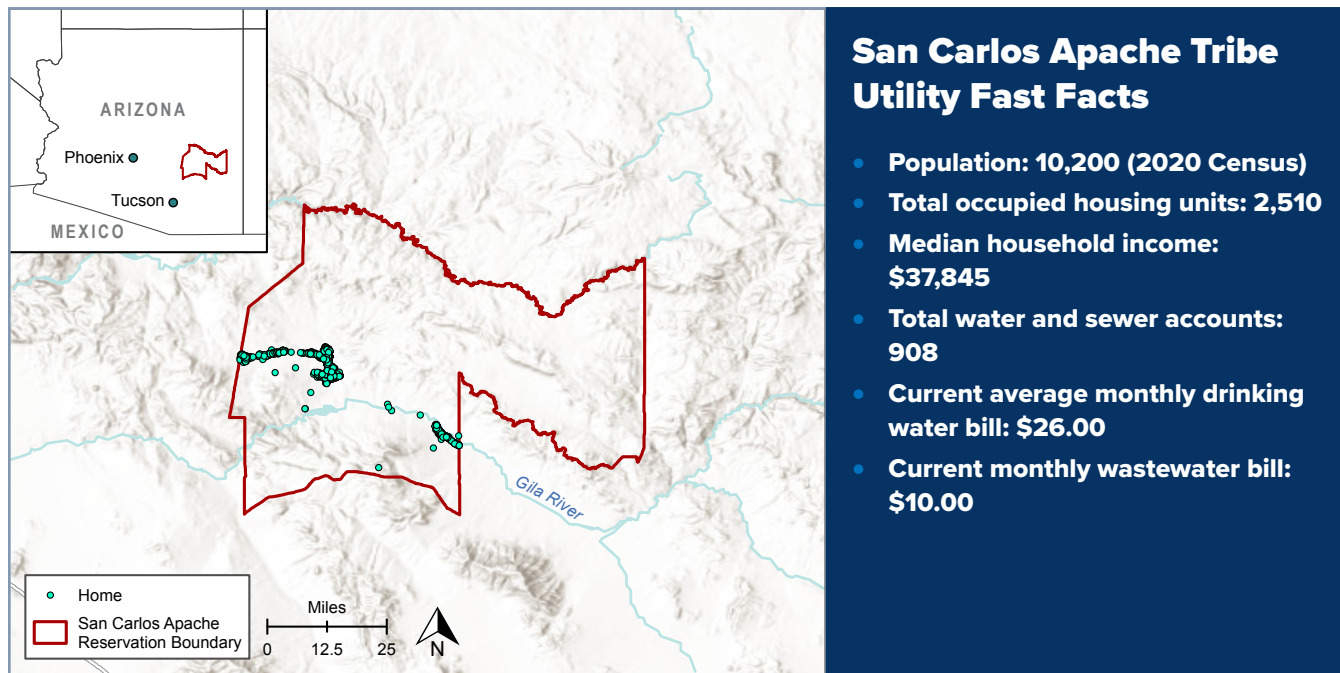 ARIZONA
Phoenix
Tucson
MEXICO
Gila River
Home
San Carlos Apache
Reservation Boundary
Miles
0 12.5 25
N
San Carlos Apache Tribe
Utility Fast Facts
• Population: 10,200 (2020 Census)
• Total occupied housing units: 2,510
• Median household income:
$37,845
• Total water and sewer accounts:
908
• Current average monthly drinking
water bill: $26.00
• Current monthly wastewater bill:
$10.00